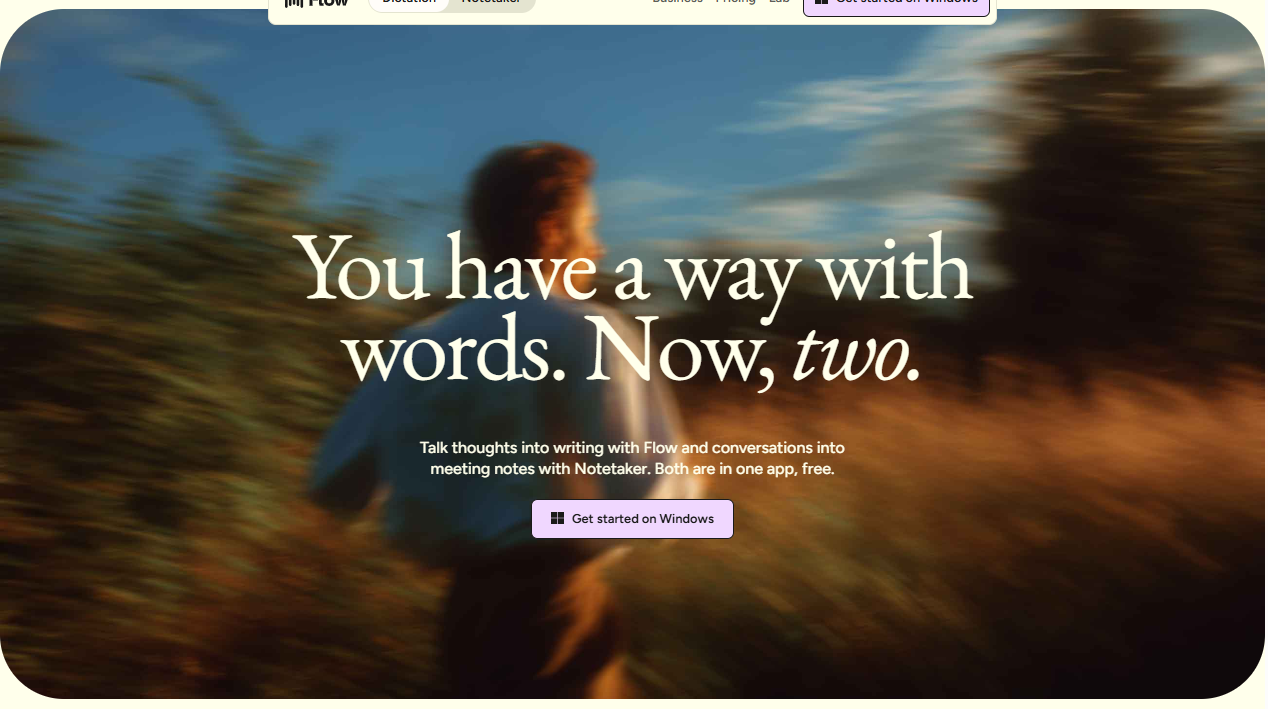 Flow Dictation Notetaker Business Pricing Lab Get started on Windows
You have a way with
words. Now, two.
Talk thoughts into writing with Flow and conversations into
meeting notes with Notetaker. Both are in one app, free.
Get started on Windows